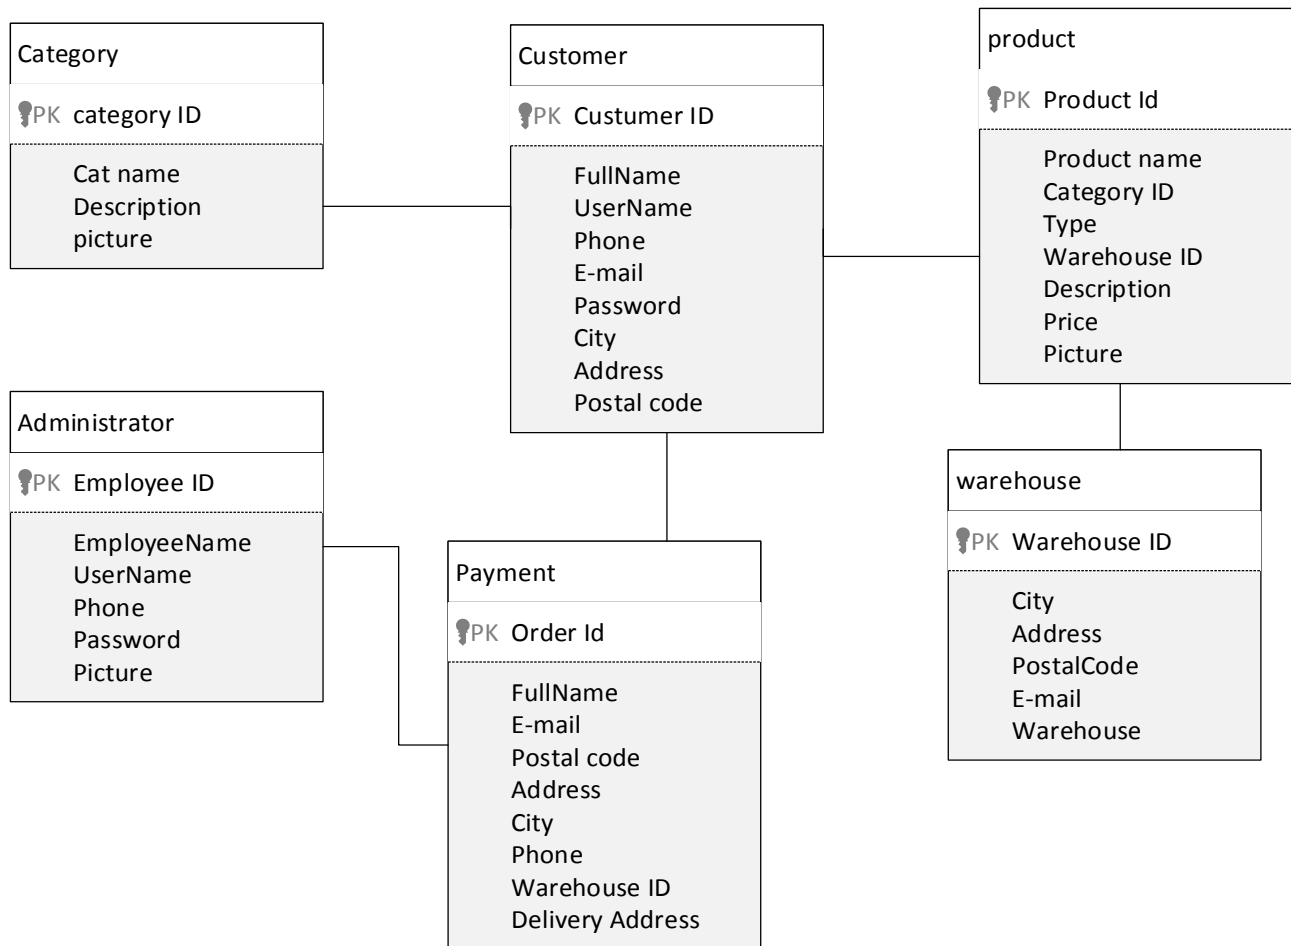 Category
PK category ID
Cat name
Description
picture
Customer
PK Custumer ID
FullName
UserName
Phone
E-mail
Password
City
Address
Postal code
product
PK Product Id
Product name
Category ID
Type
Warehouse ID
Description
Price
Picture
Administrator
PK Employee ID
EmployeeName
UserName
Phone
Password
Picture
Payment
PK Order Id
FullName
E-mail
Postal code
Address
City
Phone
Warehouse ID
Delivery Address
warehouse
PK Warehouse ID
City
Address
PostalCode
E-mail
Warehouse